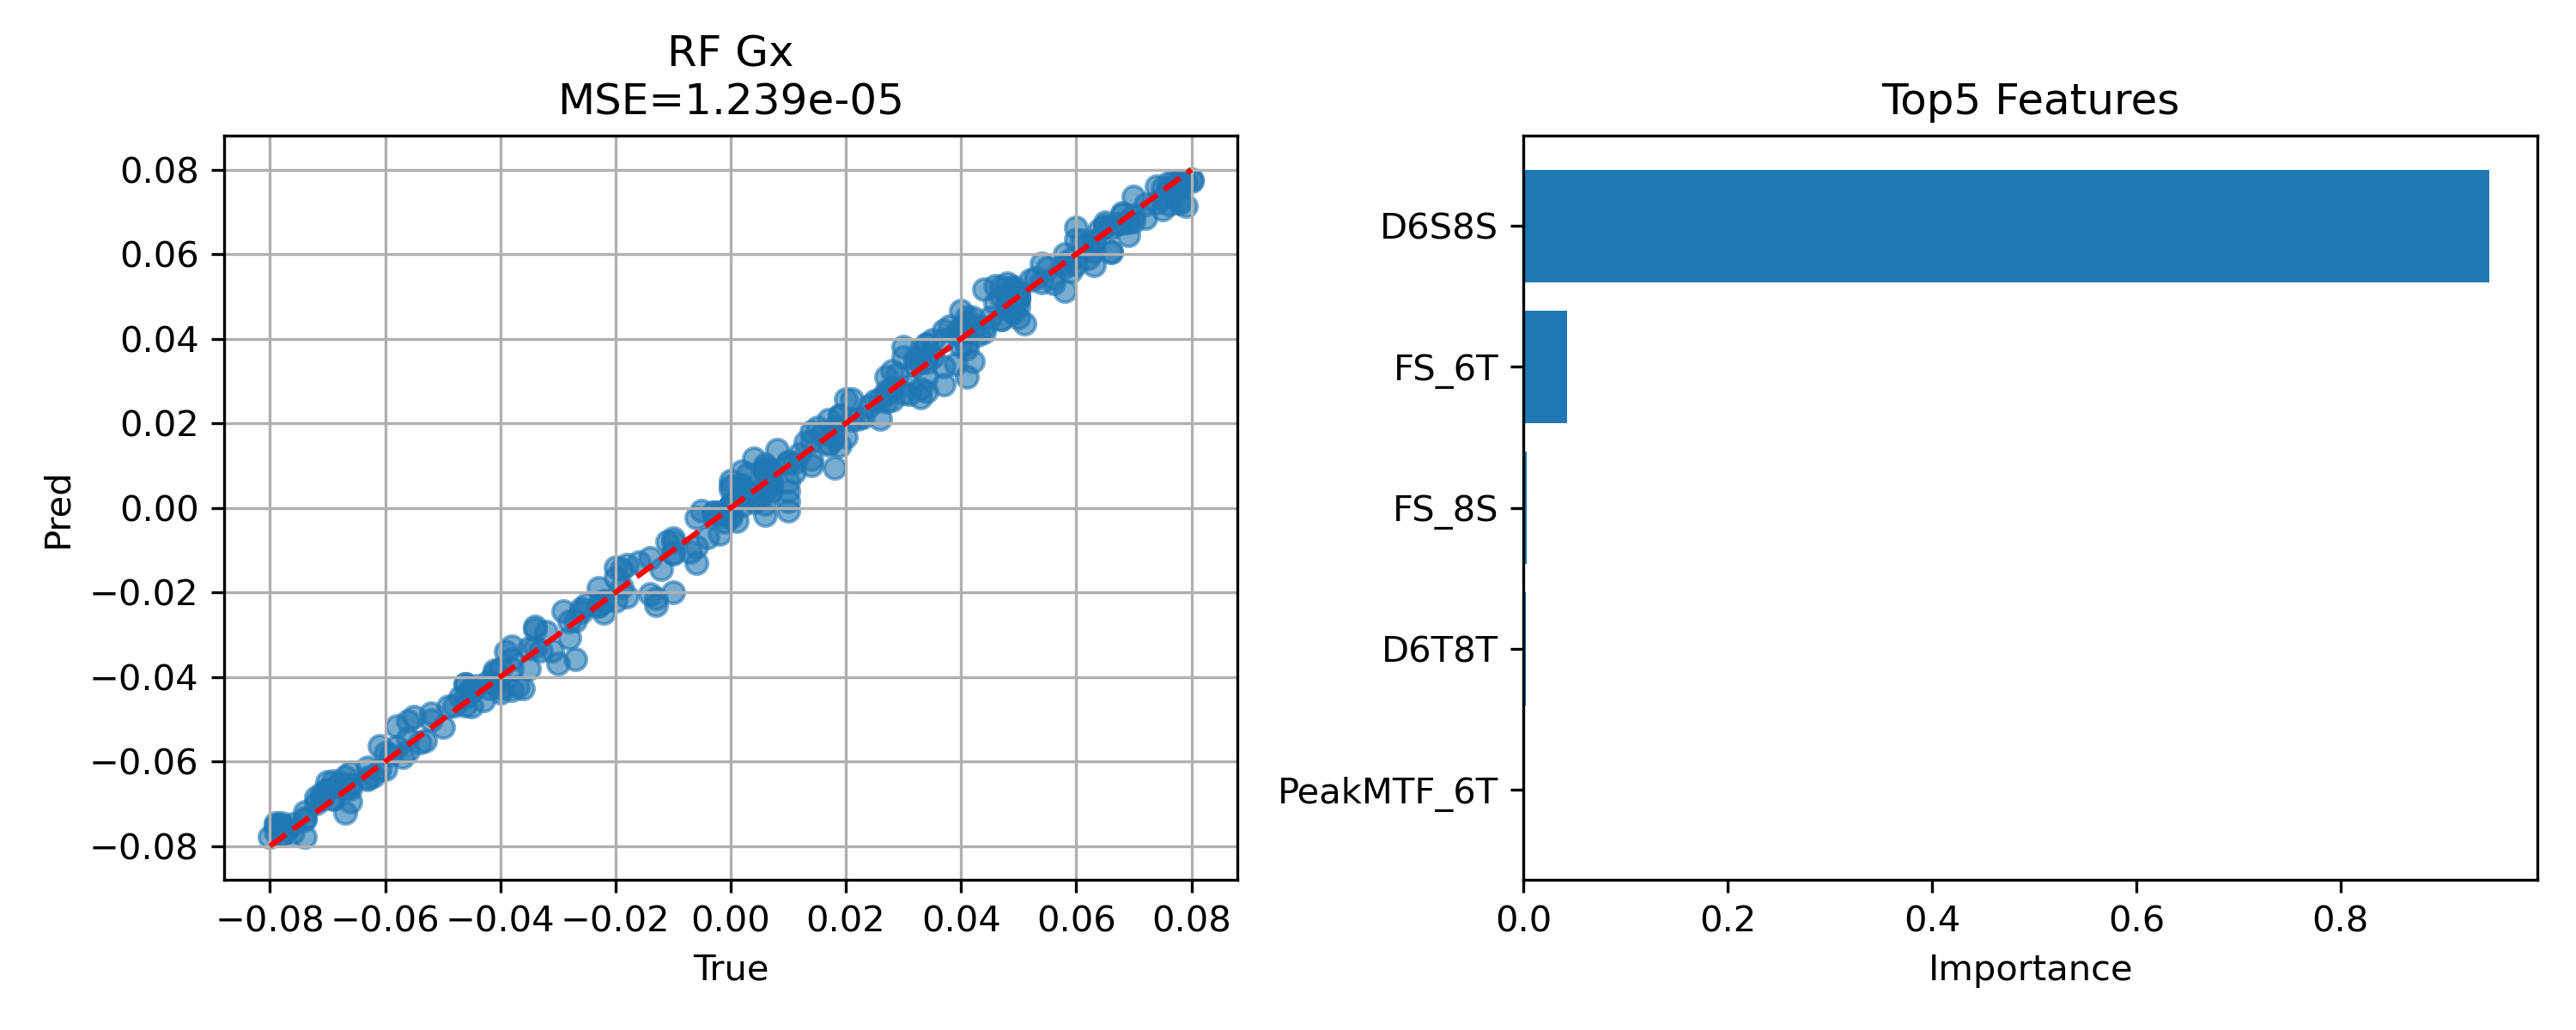 RF Gx
MSE=1.239e-05
0.08
0.06
0.04
0.02
0.00
−0.02
−0.04
−0.06
−0.08
Pred
−0.08 −0.06 −0.04 −0.02 0.00 0.02 0.04 0.06 0.08
True
Top5 Features
D6S8S
FS_6T
FS_8S
D6T8T
PeakMTF_6T
0.0 0.2 0.4 0.6 0.8
Importance